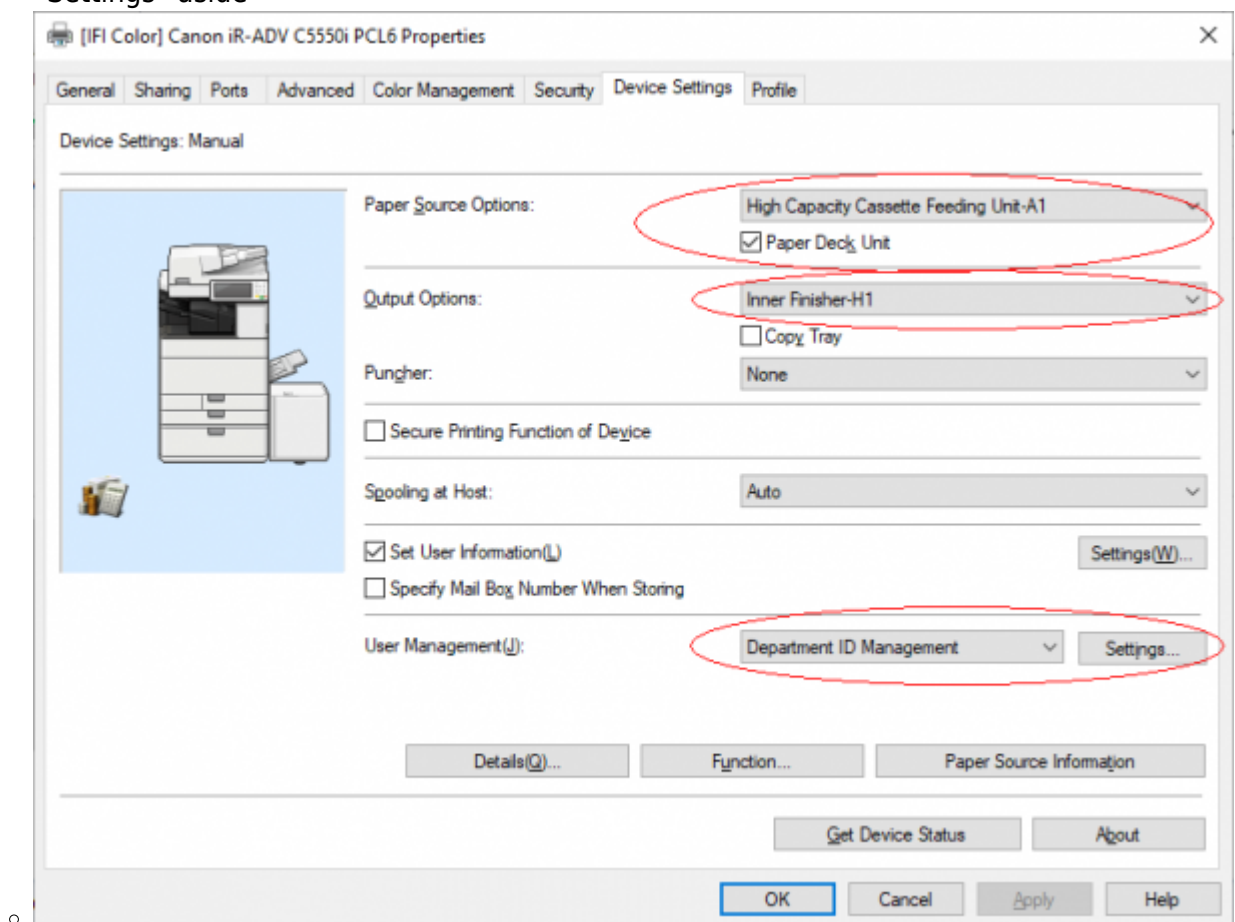 "Settings" aside
[IFI Color] Canon iR-ADV C5550i PCL6 Properties
General Sharing Ports Advanced Color Management Security Device Settings Profile
Device Settings: Manual
Paper Source Options: High Capacity Cassette Feeding Unit-A1
Paper Deck Unit
Output Options: Inner Finisher-H1
Copy Tray
Puncher: None
Secure Printing Function of Device
Spooling at Host: Auto
Set User Information(L) Settings(W)...
Specify Mail Box Number When Storing
User Management(J): Department ID Management Settings...
Details(Q)... Function... Paper Source Information
Get Device Status About
OK Cancel Apply Help